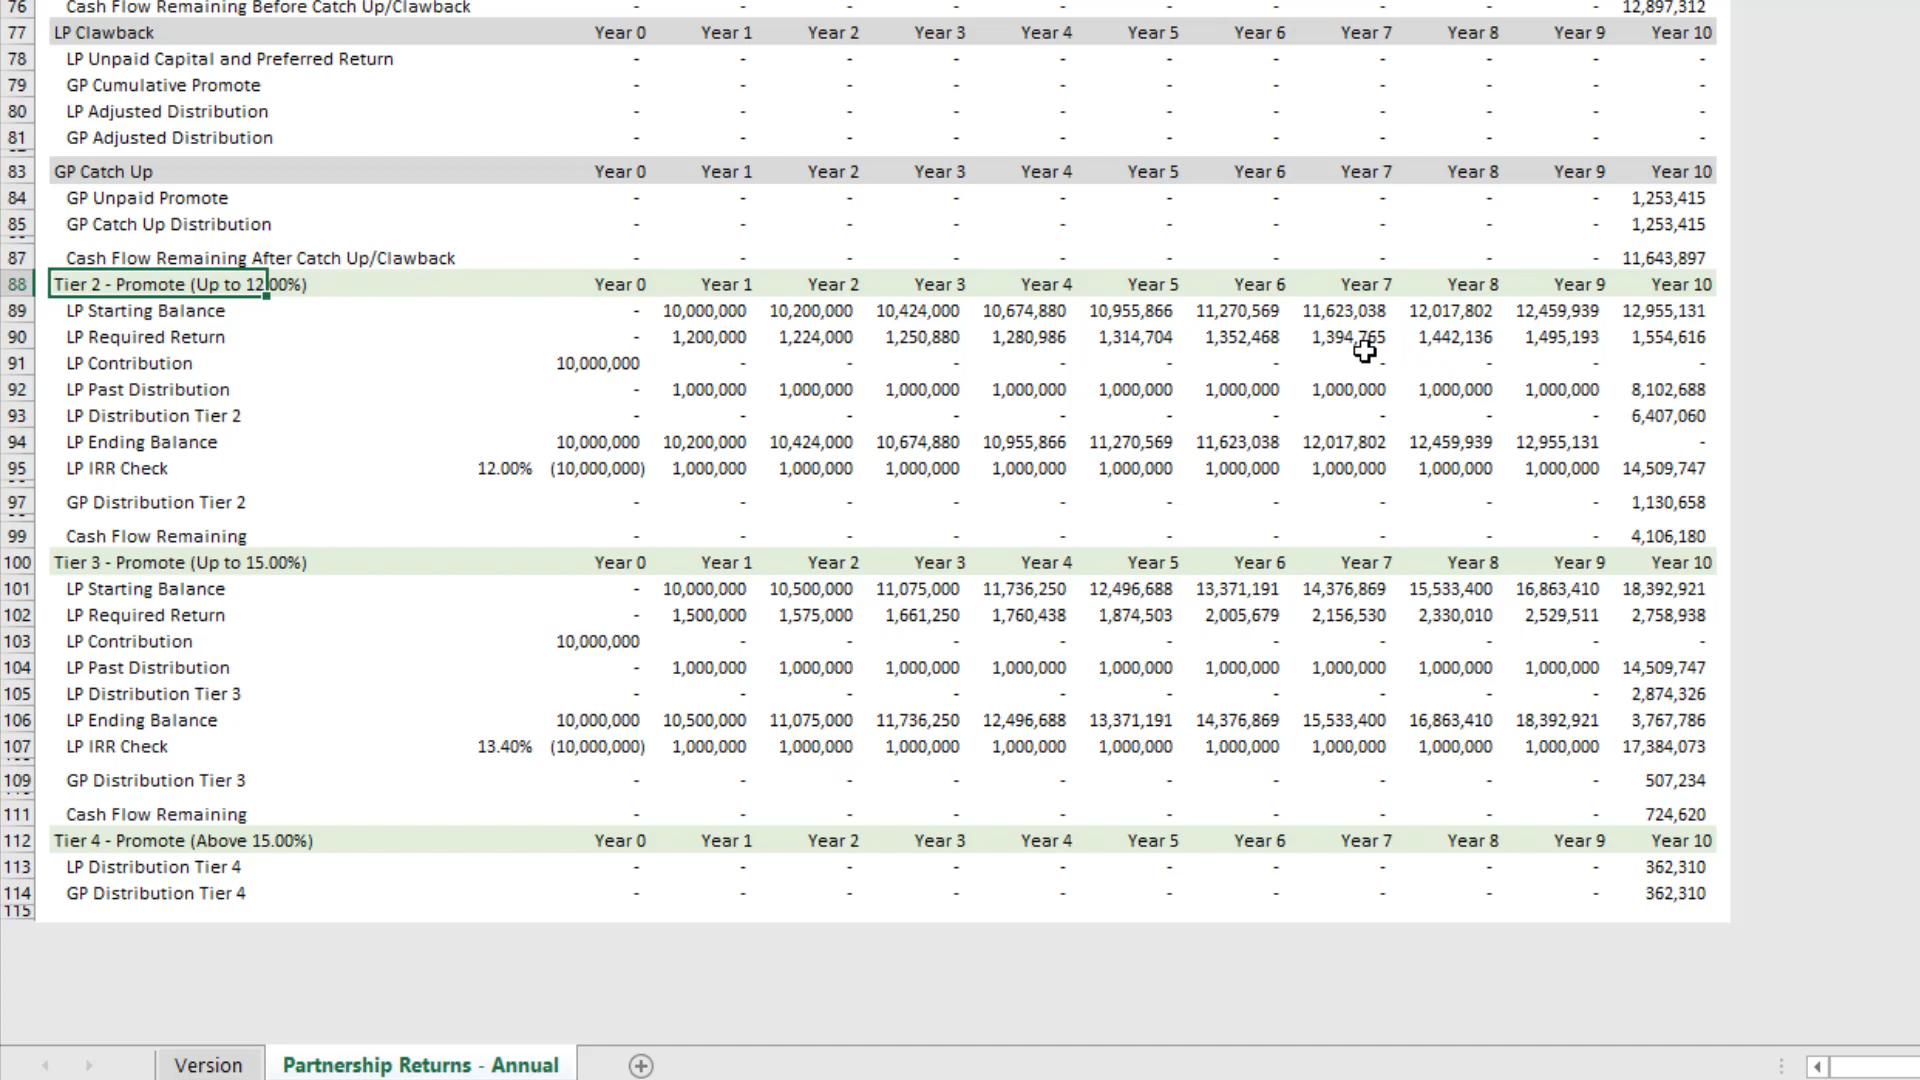 76 Cash Flow Remaining Before Catch Up/Clawback - - - - - - - - - - 12,897,312
77 LP Clawback Year 0 Year 1 Year 2 Year 3 Year 4 Year 5 Year 6 Year 7 Year 8 Year 9 Year 10
78 LP Unpaid Capital and Preferred Return - - - - - - - - - - -
79 GP Cumulative Promote - - - - - - - - - - -
80 LP Adjusted Distribution - - - - - - - - - - -
81 GP Adjusted Distribution - - - - - - - - - - -
83 GP Catch Up Year 0 Year 1 Year 2 Year 3 Year 4 Year 5 Year 6 Year 7 Year 8 Year 9 Year 10
84 GP Unpaid Promote - - - - - - - - - - 1,253,415
85 GP Catch Up Distribution - - - - - - - - - - 1,253,415
87 Cash Flow Remaining After Catch Up/Clawback - - - - - - - - - - 11,643,897
88 Tier 2 - Promote (Up to 12.00%) Year 0 Year 1 Year 2 Year 3 Year 4 Year 5 Year 6 Year 7 Year 8 Year 9 Year 10
89 LP Starting Balance - 10,000,000 10,200,000 10,424,000 10,674,880 10,955,866 11,270,569 11,623,038 12,017,802 12,459,939 12,955,131
90 LP Required Return - 1,200,000 1,224,000 1,250,880 1,280,986 1,314,704 1,352,468 1,394,765 1,442,136 1,495,193 1,554,616
91 LP Contribution 10,000,000 - - - - - - - - - -
92 LP Past Distribution - 1,000,000 1,000,000 1,000,000 1,000,000 1,000,000 1,000,000 1,000,000 1,000,000 1,000,000 8,102,688
93 LP Distribution Tier 2 - - - - - - - - - - 6,407,060
94 LP Ending Balance 10,000,000 10,200,000 10,424,000 10,674,880 10,955,866 11,270,569 11,623,038 12,017,802 12,459,939 12,955,131 -
95 LP IRR Check 12.00% (10,000,000) 1,000,000 1,000,000 1,000,000 1,000,000 1,000,000 1,000,000 1,000,000 1,000,000 1,000,000 14,509,747
97 GP Distribution Tier 2 - - - - - - - - - - 1,130,658
99 Cash Flow Remaining - - - - - - - - - - 4,106,180
100 Tier 3 - Promote (Up to 15.00%) Year 0 Year 1 Year 2 Year 3 Year 4 Year 5 Year 6 Year 7 Year 8 Year 9 Year 10
101 LP Starting Balance - 10,000,000 10,500,000 11,075,000 11,736,250 12,496,688 13,371,191 14,376,869 15,533,400 16,863,410 18,392,921
102 LP Required Return - 1,500,000 1,575,000 1,661,250 1,760,438 1,874,503 2,005,679 2,156,530 2,330,010 2,529,511 2,758,938
103 LP Contribution 10,000,000 - - - - - - - - - -
104 LP Past Distribution - 1,000,000 1,000,000 1,000,000 1,000,000 1,000,000 1,000,000 1,000,000 1,000,000 1,000,000 14,509,747
105 LP Distribution Tier 3 - - - - - - - - - - 2,874,326
106 LP Ending Balance 10,000,000 10,500,000 11,075,000 11,736,250 12,496,688 13,371,191 14,376,869 15,533,400 16,863,410 18,392,921 3,767,786
107 LP IRR Check 13.40% (10,000,000) 1,000,000 1,000,000 1,000,000 1,000,000 1,000,000 1,000,000 1,000,000 1,000,000 1,000,000 17,384,073
109 GP Distribution Tier 3 - - - - - - - - - - 507,234
111 Cash Flow Remaining - - - - - - - - - - 724,620
112 Tier 4 - Promote (Above 15.00%) Year 0 Year 1 Year 2 Year 3 Year 4 Year 5 Year 6 Year 7 Year 8 Year 9 Year 10
113 LP Distribution Tier 4 - - - - - - - - - - 362,310
114 GP Distribution Tier 4 - - - - - - - - - - 362,310
115
Version Partnership Returns - Annual